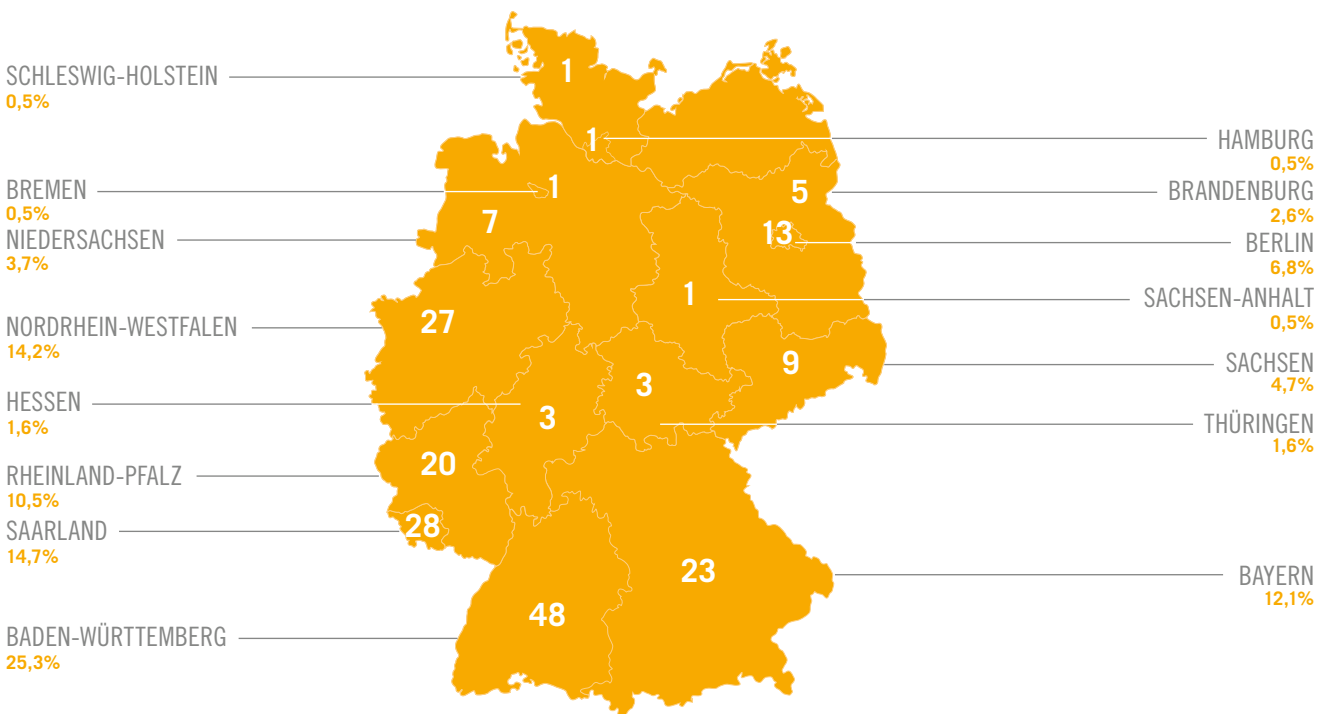 SCHLESWIG-HOLSTEIN
0,5%
BREMEN
0,5%
NIEDERSACHSEN
3,7%
NORDRHEIN-WESTFALEN
14,2%
HESSEN
1,6%
RHEINLAND-PFALZ
10,5%
SAARLAND
14,7%
BADEN-WÜRTTEMBERG
25,3%
1
1
1
7
5
13
1
27
9
3
3
20
28
23
48
HAMBURG
0,5%
BRANDENBURG
2,6%
BERLIN
6,8%
SACHSEN-ANHALT
0,5%
SACHSEN
4,7%
THÜRINGEN
1,6%
BAYERN
12,1%